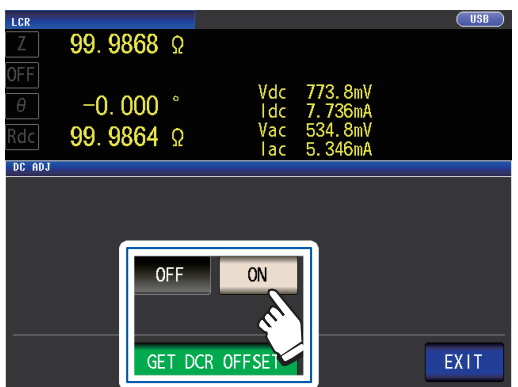 LCR USB
Z 99.9868 Ω
OFF
θ -0.000 °
Rdc 99.9864 Ω
Vdc 773.8mV
Idc 7.736mA
Vac 534.8mV
Iac 5.346mA
DC ADJ
OFF ON
GET DCR OFFSET
EXIT